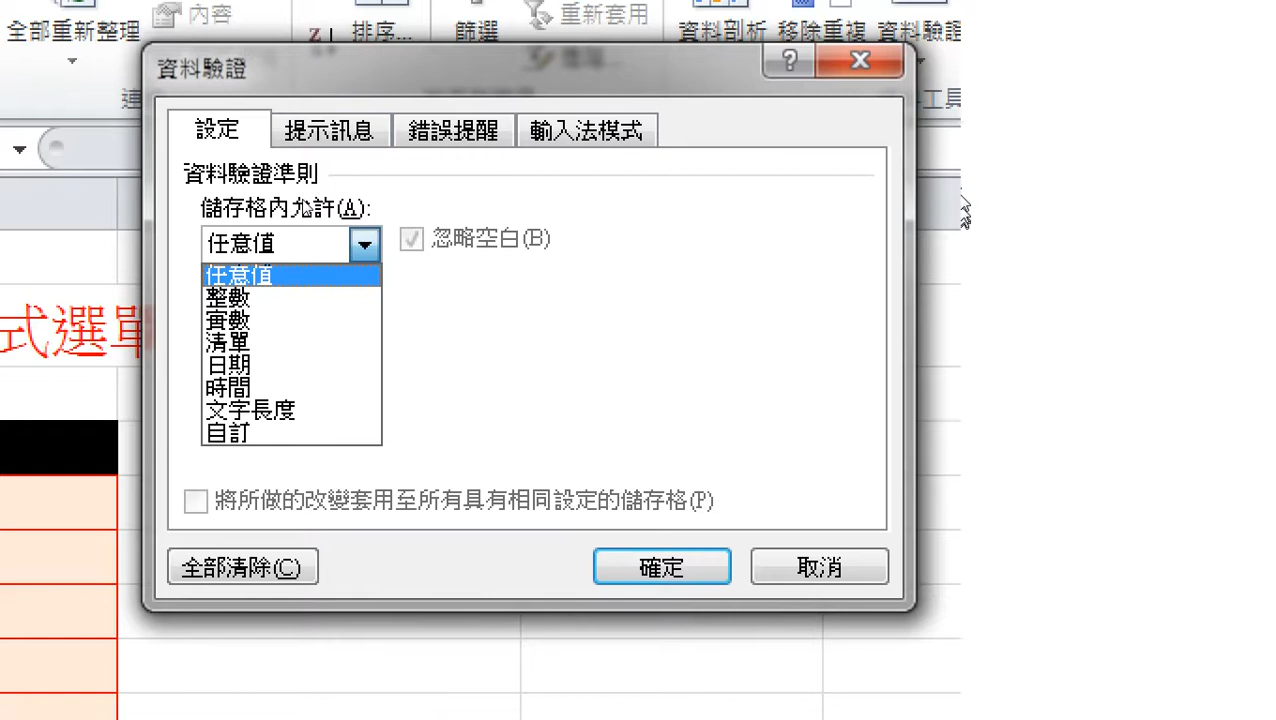 內容
重新套用
全部重新整理
排序...
篩選
資料剖析
移除重複
資料驗證
資料驗證
設定
提示訊息
錯誤提醒
輸入法模式
資料驗證準則
儲存格內允許(A):
任意值
忽略空白(B)
任意值
整數
實數
清單
式選單
日期
時間
文字長度
自訂
將所做的改變套用至所有具有相同設定的儲存格(P)
全部清除(C)
確定
取消